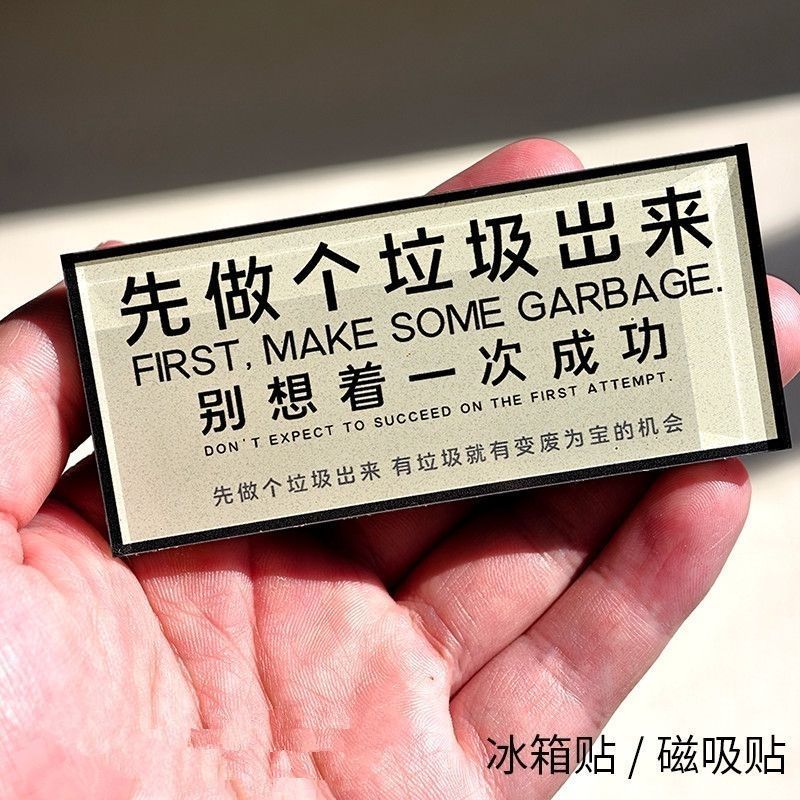 先做个垃圾出来
FIRST, MAKE SOME GARBAGE.
别想着一次成功
DON'T EXPECT TO SUCCEED ON THE FIRST ATTEMPT.
先做个垃圾出来 有垃圾就有变废为宝的机会
冰箱贴 / 磁吸贴